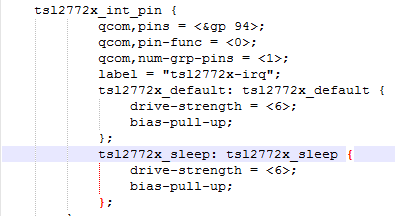 tsl2772x_int_pin {
qcom,pins = <&gp 94>;
qcom,pin-func = <0>;
qcom,num-grp-pins = <1>;
label = "tsl2772x-irq";
tsl2772x_default: tsl2772x_default {
drive-strength = <6>;
bias-pull-up;
};
tsl2772x_sleep: tsl2772x_sleep {
drive-strength = <6>;
bias-pull-up;
};